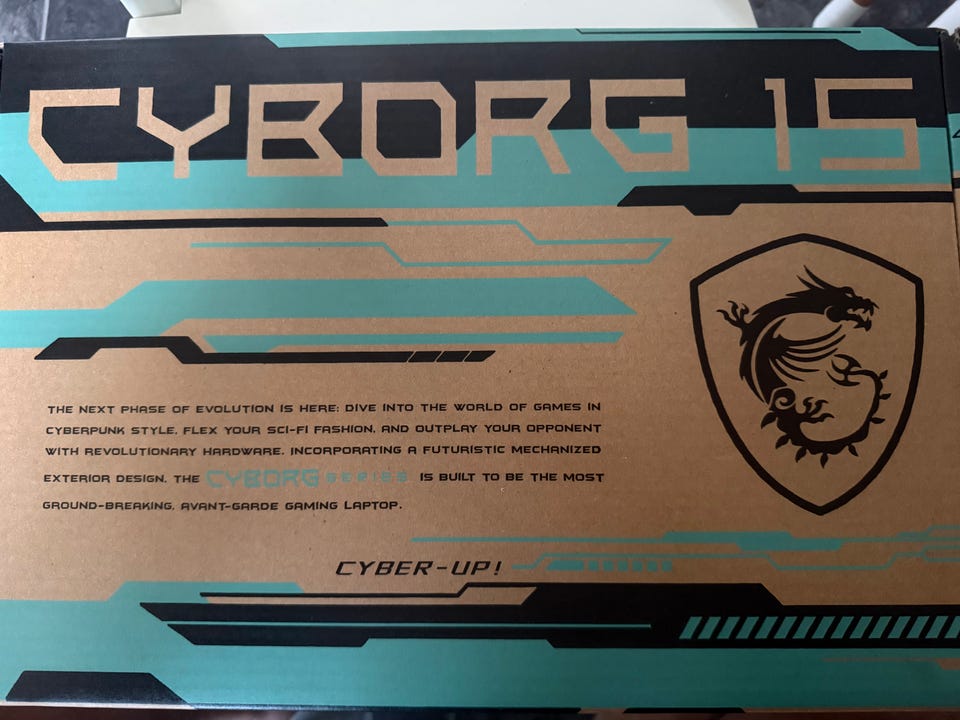 CYBORG 15
THE NEXT PHASE OF EVOLUTION IS HERE: DIVE INTO THE WORLD OF GAMES IN
CYBERPUNK STYLE, FLEX YOUR SCI-FI FASHION, AND OUTPLAY YOUR OPPONENT
WITH REVOLUTIONARY HARDWARE. INCORPORATING A FUTURISTIC MECHANIZED
EXTERIOR DESIGN, THE CYBORG SERIES IS BUILT TO BE THE MOST
GROUND-BREAKING, AVANT-GARDE GAMING LAPTOP.
CYBER-UP!